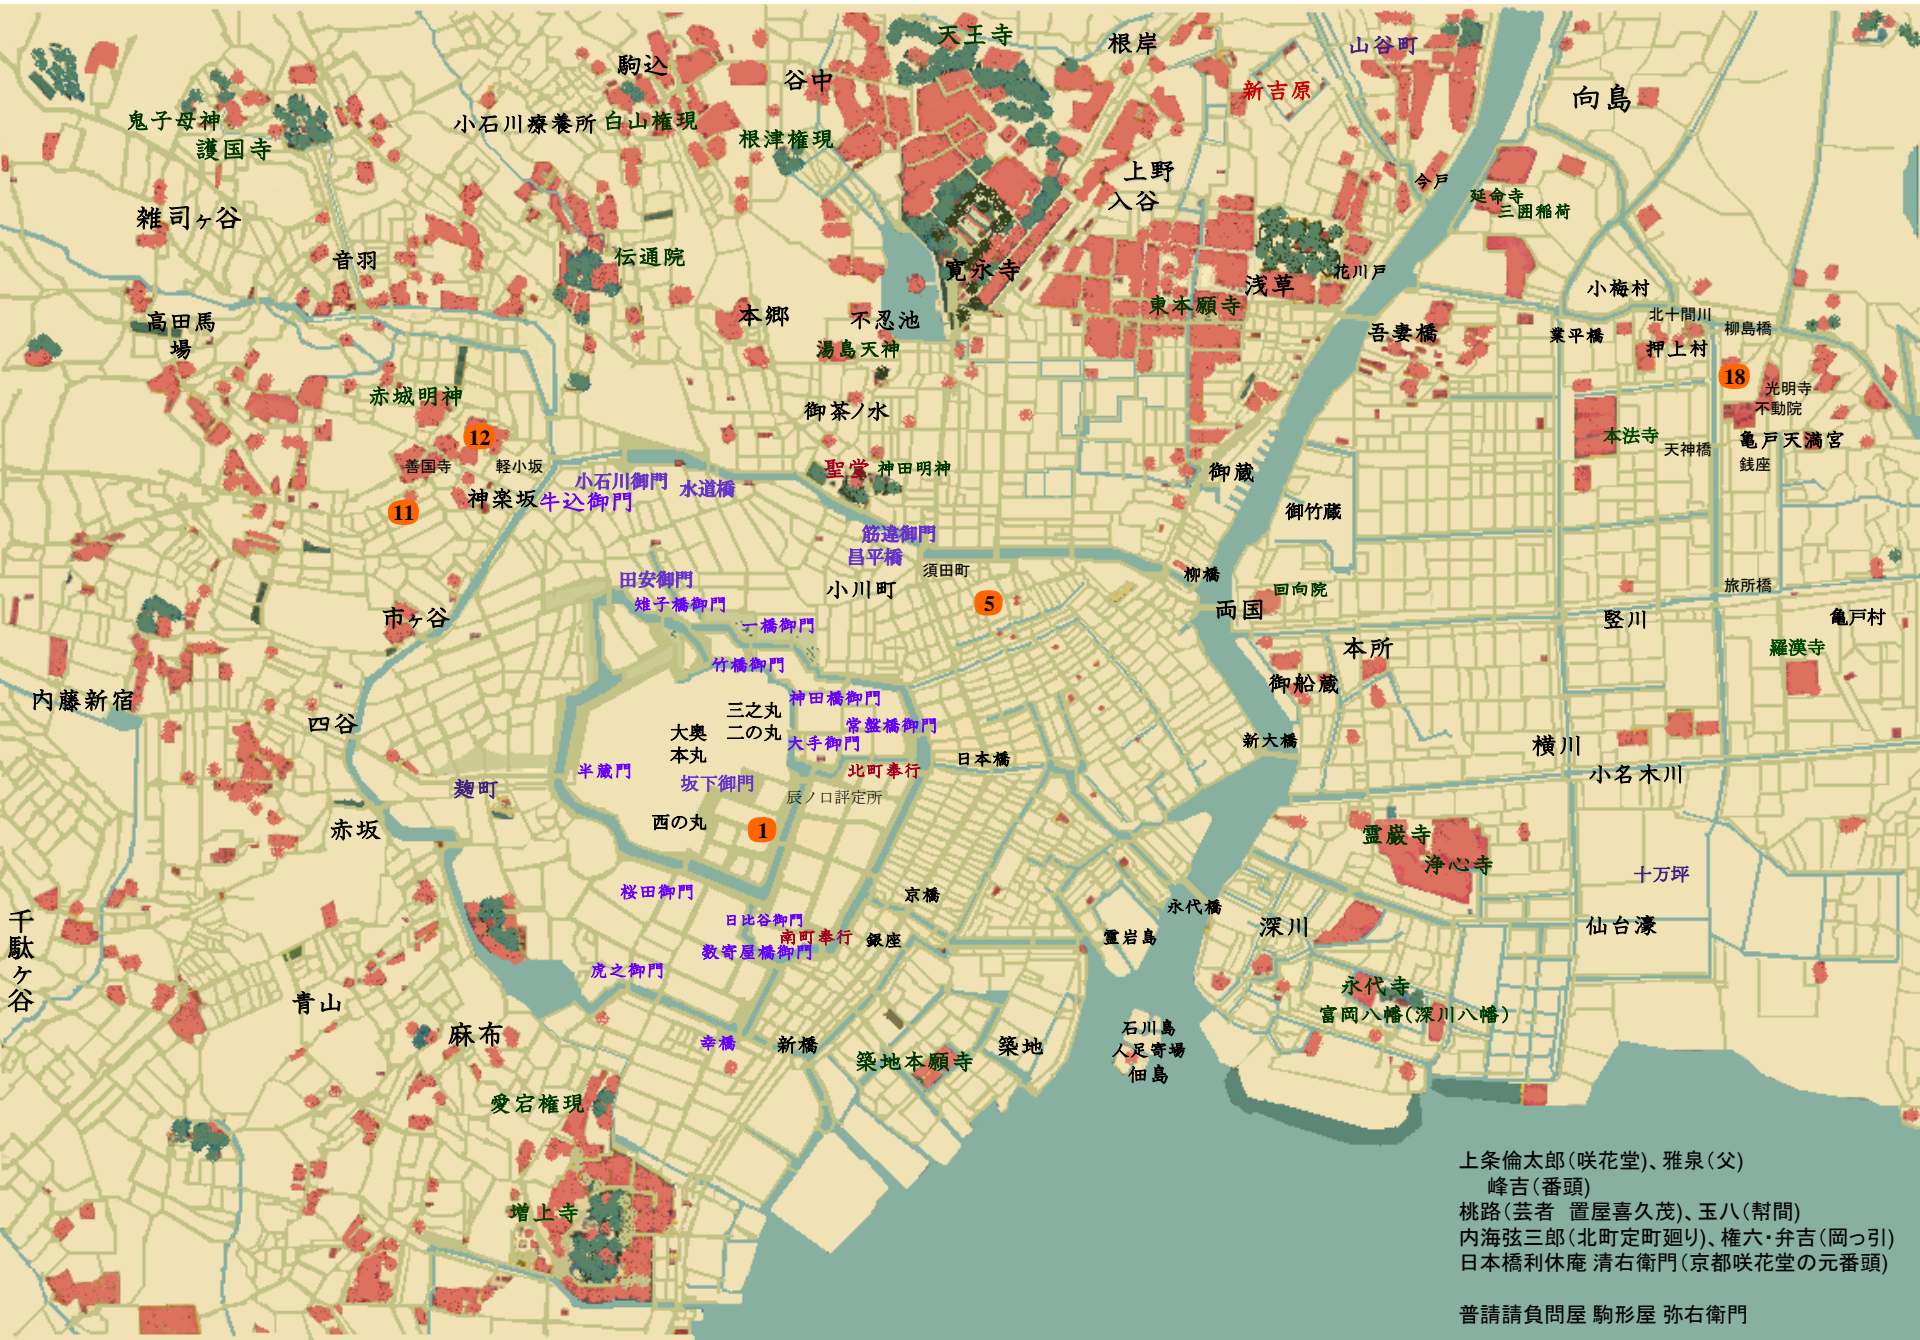 天王寺
根岸
山谷町
駒込
谷中
新吉原
向島
鬼子母神
護国寺
小石川療養所
白山権現
根津権現
上野
入谷
今戸
延命寺
三囲稲荷
雑司ヶ谷
音羽
伝通院
寛永寺
浅草
花川戸
東本願寺
小梅村
高田馬
場
本郷
不忍池
湯島天神
吾妻橋
業平橋
北十間川
柳島橋
押上村
18
光明寺
不動院
赤城明神
御茶ノ水
12
善国寺
軽小坂
本法寺
天神橋
亀戸天満宮
銭座
聖堂
神田明神
御蔵
小石川御門
水道橋
神楽坂
牛込御門
11
御竹蔵
筋違御門
昌平橋
須田町
柳橋
田安御門
小川町
5
両国
回向院
旅所橋
雉子橋御門
一橋御門
市ヶ谷
竪川
亀戸村
竹橋御門
本所
羅漢寺
御船蔵
内藤新宿
四谷
神田橋御門
三之丸
二の丸
大奥
本丸
常盤橋御門
大手御門
新大橋
横川
日本橋
半蔵門
北町奉行
坂下御門
小名木川
麹町
辰ノ口評定所
赤坂
西の丸
1
霊巌寺
浄心寺
十万坪
桜田御門
京橋
永代橋
日比谷御門
南町奉行
銀座
数寄屋橋御門
霊岩島
深川
仙台濠
千駄ヶ谷
虎之御門
青山
永代寺
富岡八幡(深川八幡)
麻布
幸橋
新橋
築地
築地本願寺
石川島
人足寄場
佃島
愛宕権現
増上寺
上条倫太郎(咲花堂)、雅泉(父)
峰吉(番頭)
桃路(芸者　置屋喜久茂)、玉八(幇間)
内海弦三郎(北町定町廻り)、権六・弁吉(岡っ引)
日本橋利休庵 清右衛門(京都咲花堂の元番頭)
普請請負問屋 駒形屋 弥右衛門